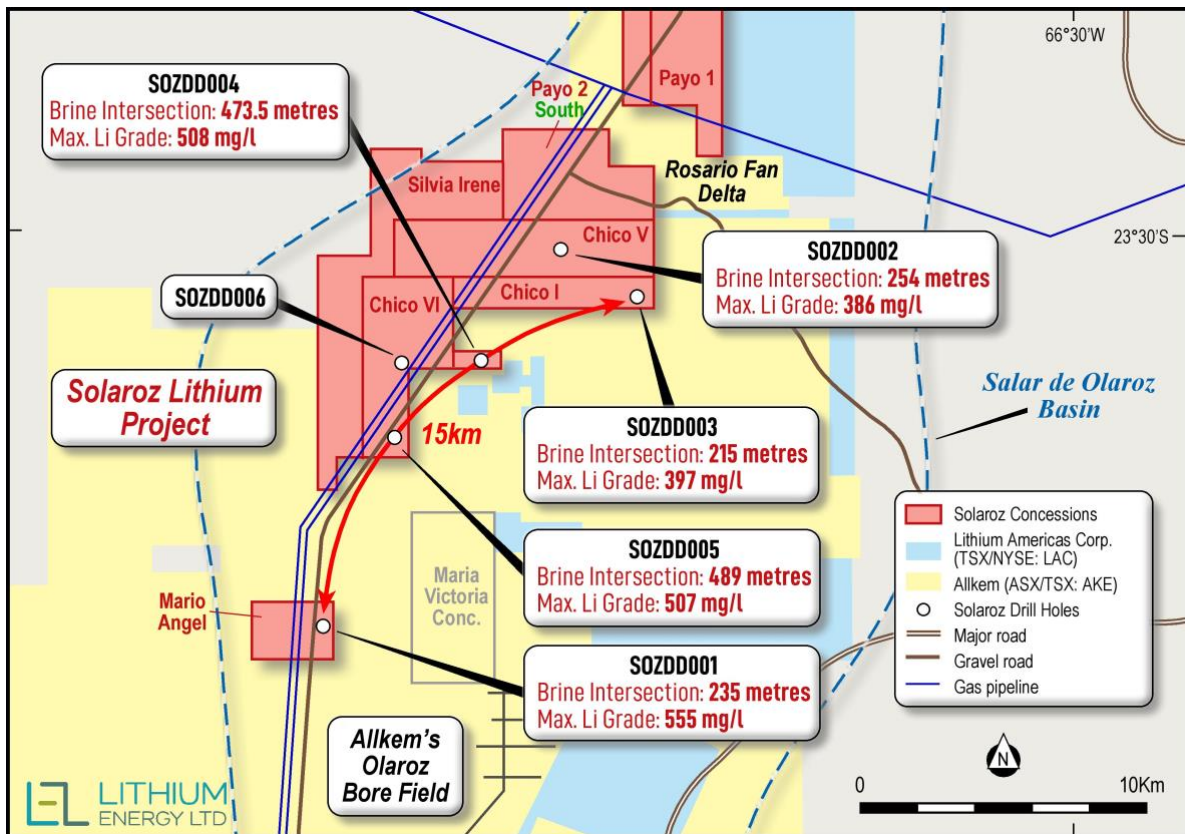 66°30'W
SOZDD004
Brine Intersection: 473.5 metres
Max. Li Grade: 508 mg/l
Payo 1
Payo 2
South
Silvia Irene
Rosario Fan
Delta
Chico V
23°30'S
SOZDD002
Brine Intersection: 254 metres
Max. Li Grade: 386 mg/l
SOZDD006
Chico VI
Chico I
Solaroz Lithium
Project
15km
Salar de Olaroz
Basin
SOZDD003
Brine Intersection: 215 metres
Max. Li Grade: 397 mg/l
SOZDD005
Brine Intersection: 489 metres
Max. Li Grade: 507 mg/l
Maria
Victoria
Conc.
Mario
Angel
SOZDD001
Brine Intersection: 235 metres
Max. Li Grade: 555 mg/l
Solaroz Concessions
Lithium Americas Corp.
(TSX/NYSE: LAC)
Allkem (ASX/TSX: AKE)
Solaroz Drill Holes
Major road
Gravel road
Gas pipeline
Allkem's
Olaroz
Bore Field
N
0 10Km
LE LITHIUM
ENERGY LTD